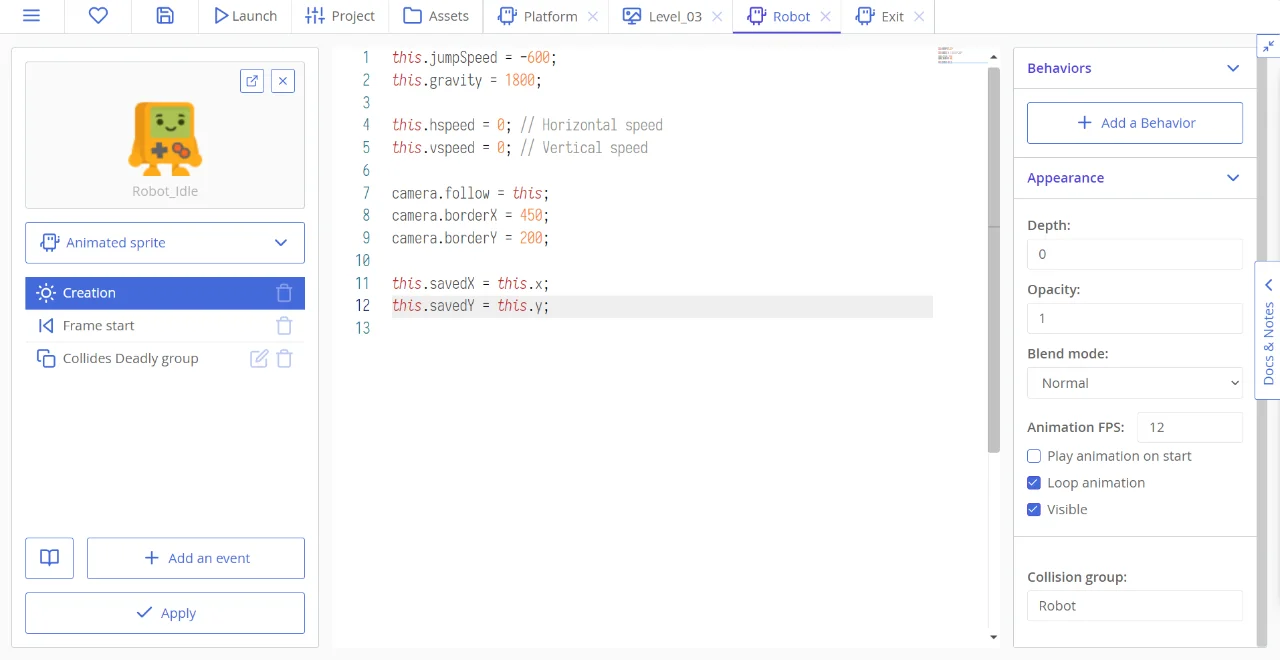 Launch
Project
Assets
Platform
Level_03
Robot
Exit
Robot_Idle
Animated sprite
Creation
Frame start
Collides Deadly group
Add an event
Apply
1 this.jumpSpeed = -600;
2 this.gravity = 1800;
3
4 this.hspeed = 0; // Horizontal speed
5 this.vspeed = 0; // Vertical speed
6
7 camera.follow = this;
8 camera.borderX = 450;
9 camera.borderY = 200;
10
11 this.savedX = this.x;
12 this.savedY = this.y;
13
Behaviors
Add a Behavior
Appearance
Depth:
0
Opacity:
1
Blend mode:
Normal
Animation FPS: 12
Play animation on start
Loop animation
Visible
Collision group:
Robot
Docs & Notes